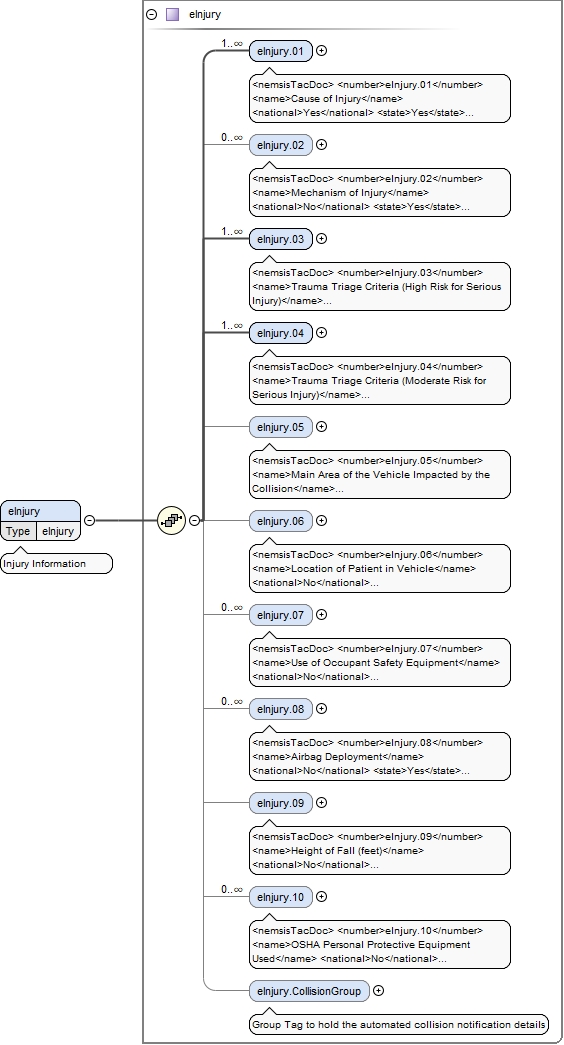 eInjury
1..∞
eInjury.01
<nemsisTacDoc> <number>eInjury.01</number>
<name>Cause of Injury</name>
<national>Yes</national> <state>Yes</state>...
0..∞
eInjury.02
<nemsisTacDoc> <number>eInjury.02</number>
<name>Mechanism of Injury</name>
<national>No</national> <state>Yes</state>...
1..∞
eInjury.03
<nemsisTacDoc> <number>eInjury.03</number>
<name>Trauma Triage Criteria (High Risk for Serious
Injury)</name>...
1..∞
eInjury.04
<nemsisTacDoc> <number>eInjury.04</number>
<name>Trauma Triage Criteria (Moderate Risk for
Serious Injury)</name>...
eInjury.05
<nemsisTacDoc> <number>eInjury.05</number>
<name>Main Area of the Vehicle Impacted by the
Collision</name>...
eInjury
Type eInjury
Injury Information
eInjury.06
<nemsisTacDoc> <number>eInjury.06</number>
<name>Location of Patient in Vehicle</name>
<national>No</national>...
0..∞
eInjury.07
<nemsisTacDoc> <number>eInjury.07</number>
<name>Use of Occupant Safety Equipment</name>
<national>No</national>...
0..∞
eInjury.08
<nemsisTacDoc> <number>eInjury.08</number>
<name>Airbag Deployment</name>
<national>No</national> <state>Yes</state>...
eInjury.09
<nemsisTacDoc> <number>eInjury.09</number>
<name>Height of Fall (feet)</name>
<national>No</national>...
0..∞
eInjury.10
<nemsisTacDoc> <number>eInjury.10</number>
<name>OSHA Personal Protective Equipment
Used</name> <national>No</national>...
eInjury.CollisionGroup
Group Tag to hold the automated collision notification details